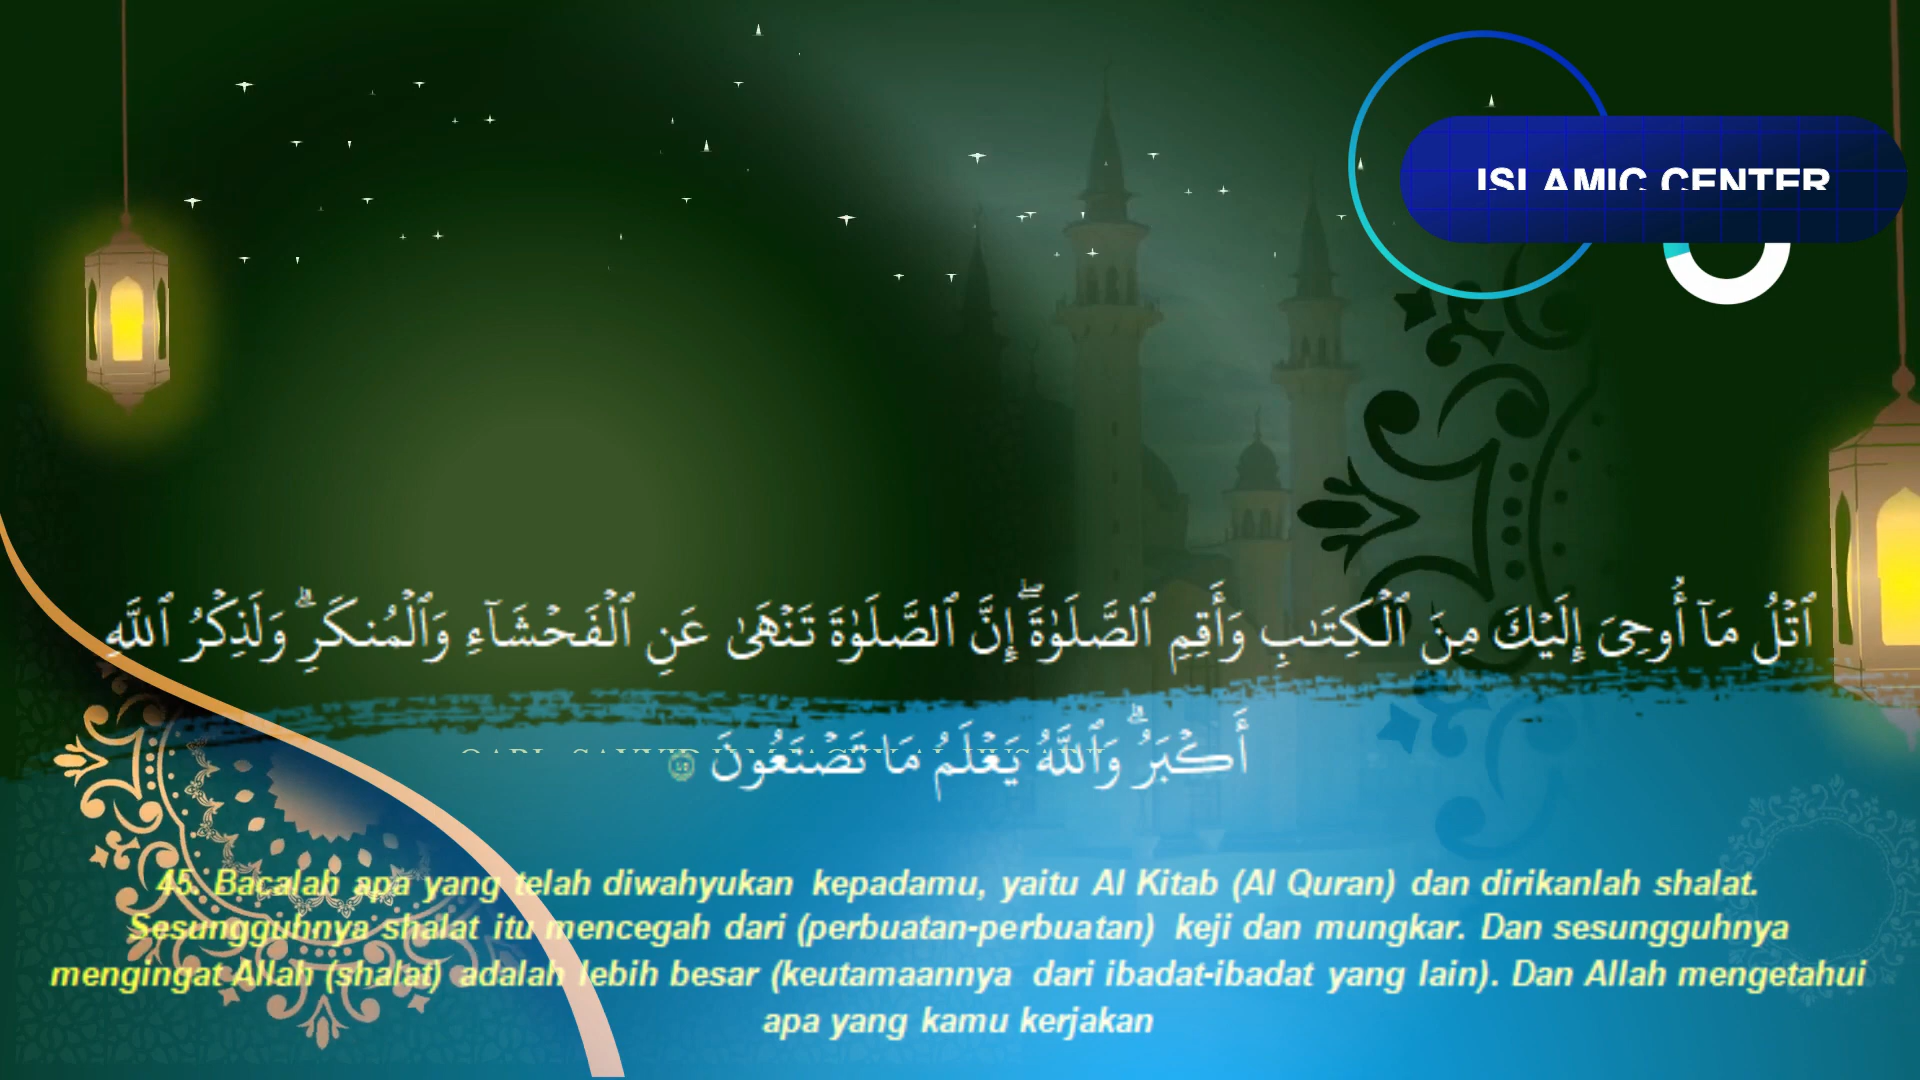 ISLAMIC CENTER
ٱتْلُ مَآ أُوحِىَ إِلَيْكَ مِنَ ٱلْكِتَـٰبِ وَأَقِمِ ٱلصَّلَوٰةَ ۖ إِنَّ ٱلصَّلَوٰةَ تَنْهَىٰ عَنِ ٱلْفَحْشَآءِ وَٱلْمُنكَرِ ۗ وَلَذِكْرُ ٱللَّهِ
أَكْبَرُ ۗ وَٱللَّهُ يَعْلَمُ مَا تَصْنَعُونَ ٤٥
45. Bacalah apa yang telah diwahyukan kepadamu, yaitu Al Kitab (Al Quran) dan dirikanlah shalat.
Sesungguhnya shalat itu mencegah dari (perbuatan-perbuatan) keji dan mungkar. Dan sesungguhnya
mengingat Allah (shalat) adalah lebih besar (keutamaannya dari ibadat-ibadat yang lain). Dan Allah mengetahui
apa yang kamu kerjakan